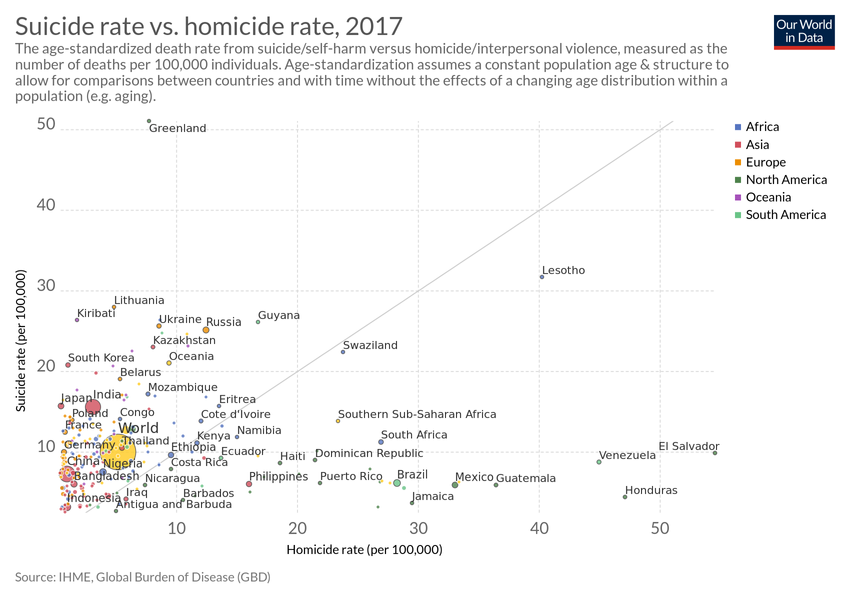 Suicide rate vs. homicide rate, 2017
Our World
in Data
The age-standardized death rate from suicide/self-harm versus homicide/interpersonal violence, measured as the
number of deaths per 100,000 individuals. Age-standardization assumes a constant population age & structure to
allow for comparisons between countries and with time without the effects of a changing age distribution within a
population (e.g. aging).
50
Greenland
Africa
Asia
Europe
North America
Oceania
South America
40
Lesotho
30
Lithuania
Kiribati
Ukraine
Russia
Guyana
Kazakhstan
Swaziland
Oceania
South Korea
20
Belarus
Mozambique
Eritrea
Japan
India
Poland
Congo
Cote d'Ivoire
Southern Sub-Saharan Africa
France
World
Kenya
Namibia
South Africa
Germany
Thailand
Ethiopia
Ecuador
El Salvador
10
Haiti
Dominican Republic
Venezuela
China
Nigeria
Costa Rica
Bangladesh
Nicaragua
Philippines
Puerto Rico
Brazil
Mexico
Guatemala
Indonesia
Iraq
Barbados
Jamaica
Honduras
Antigua and Barbuda
Suicide rate (per 100,000)
10
20
30
40
50
Homicide rate (per 100,000)
Source: IHME, Global Burden of Disease (GBD)